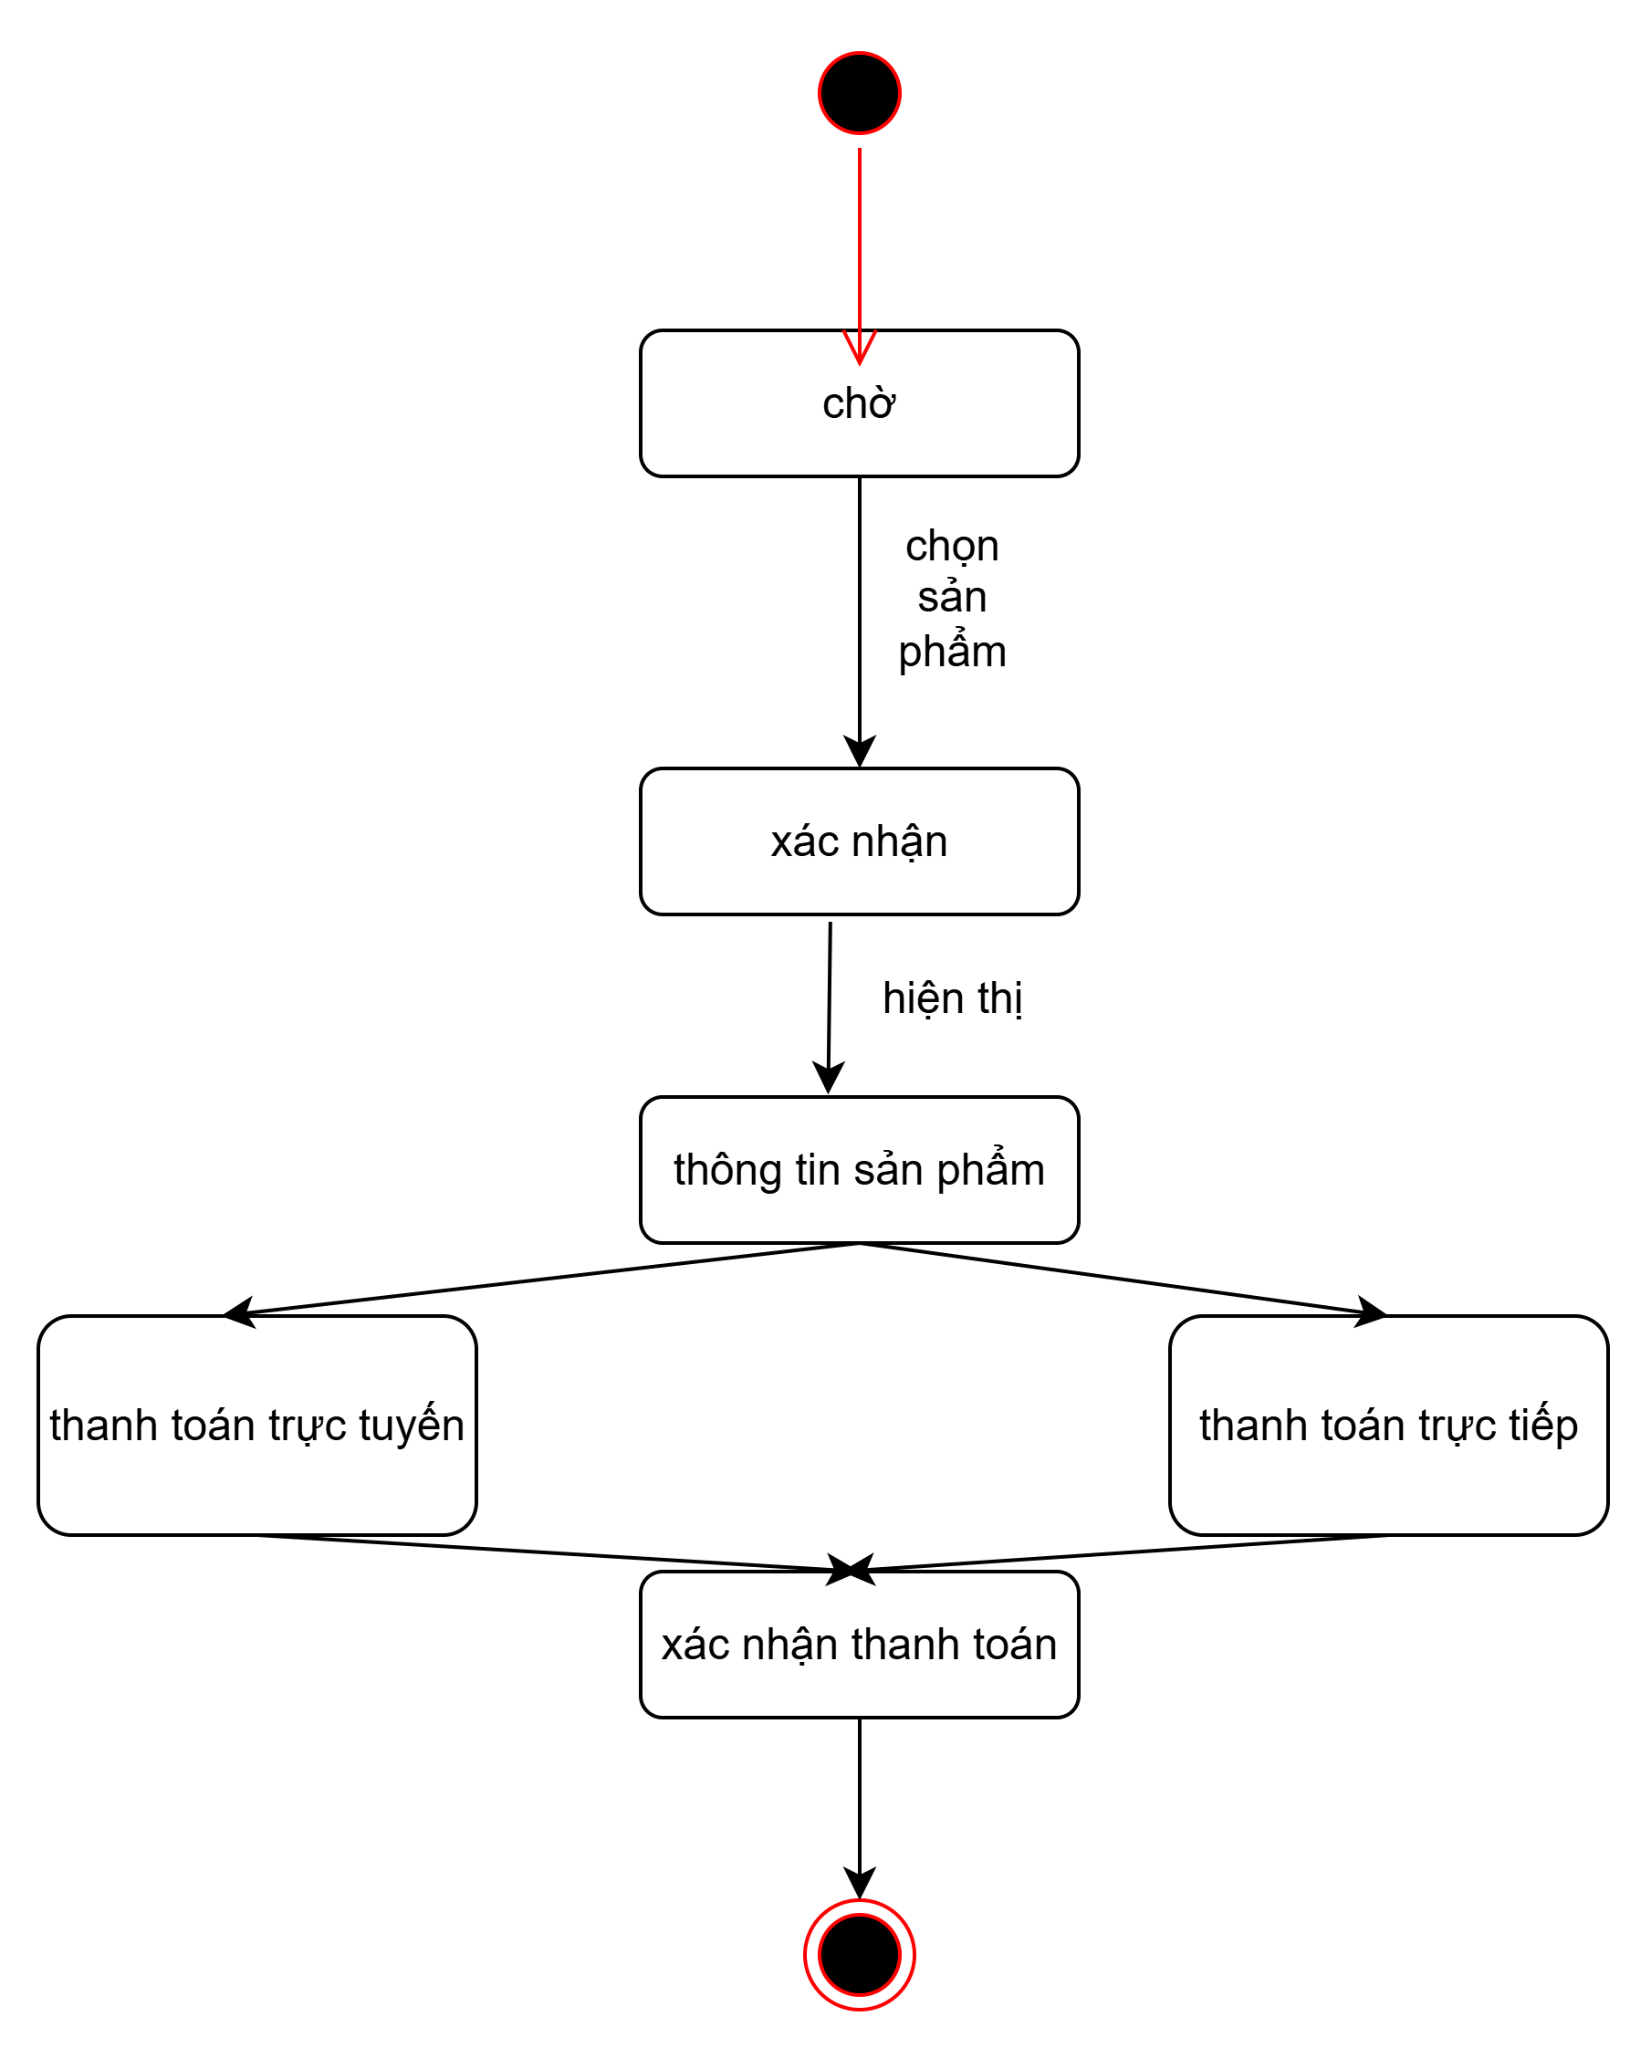 chờ
chọn
sản
phẩm
xác nhận
hiện thị
thông tin sản phẩm
thanh toán trực tuyến
thanh toán trực tiếp
xác nhận thanh toán